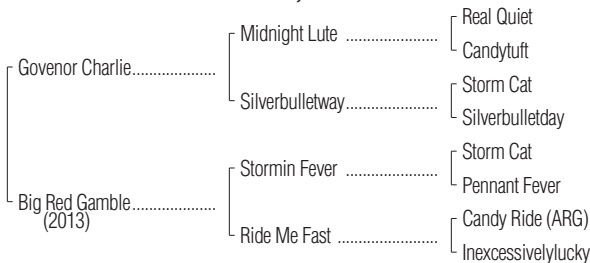 Real Quiet
Midnight Lute ..................
Candytuft
Govenor Charlie....................
Storm Cat
Silverbulletway..................
Silverbulletday
Storm Cat
Stormin Fever ..................
Pennant Fever
Big Red Gamble....................
(2013)
Candy Ride (ARG)
Ride Me Fast ....................
Inexcessivelylucky